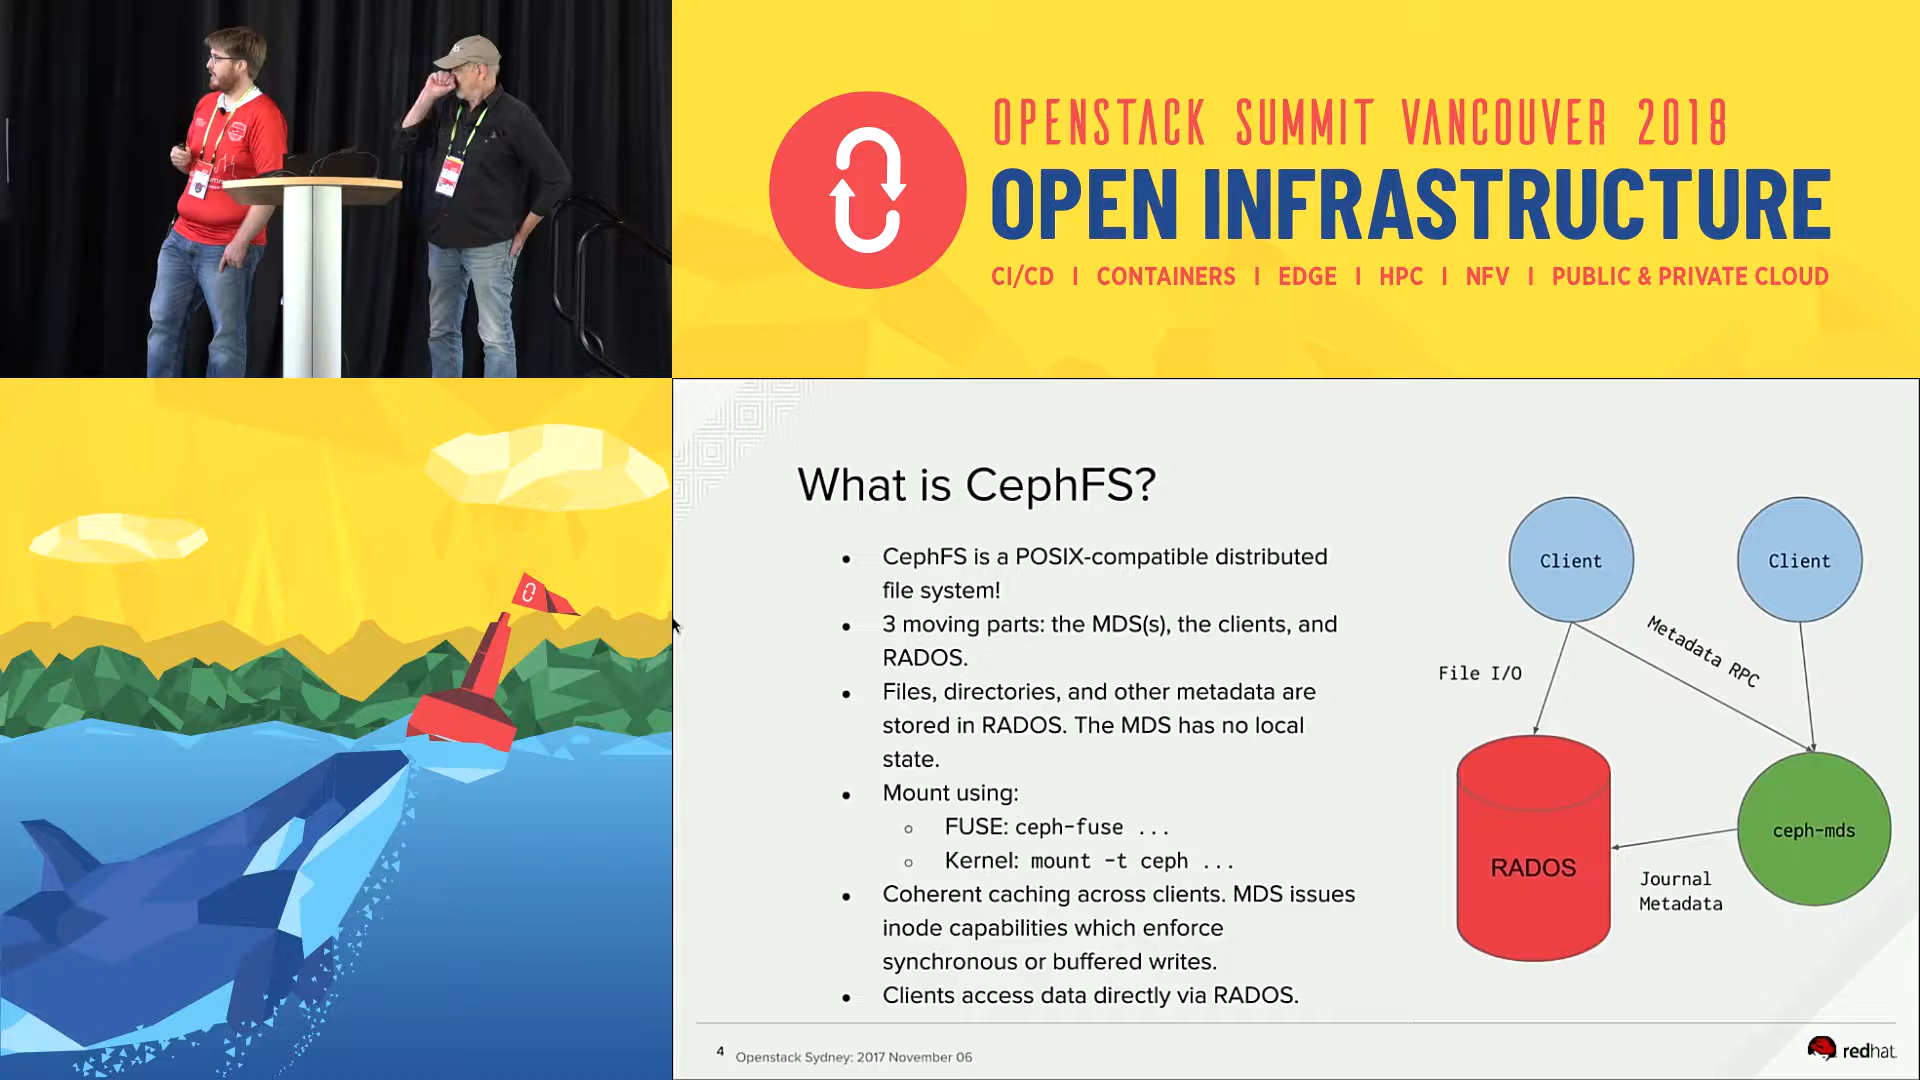 OPENSTACK SUMMIT VANCOUVER 2018
OPEN INFRASTRUCTURE
CI/CD | CONTAINERS | EDGE | HPC | NFV | PUBLIC & PRIVATE CLOUD
What is CephFS?
● CephFS is a POSIX-compatible distributed
file system!
● 3 moving parts: the MDS(s), the clients, and
RADOS.
● Files, directories, and other metadata are
stored in RADOS. The MDS has no local
state.
● Mount using:
○ FUSE: ceph-fuse ...
○ Kernel: mount -t ceph ...
● Coherent caching across clients. MDS issues
inode capabilities which enforce
synchronous or buffered writes.
● Clients access data directly via RADOS.
Client
Client
Metadata RPC
File I/O
ceph-mds
RADOS
Journal
Metadata
4 Openstack Sydney: 2017 November 06
redhat